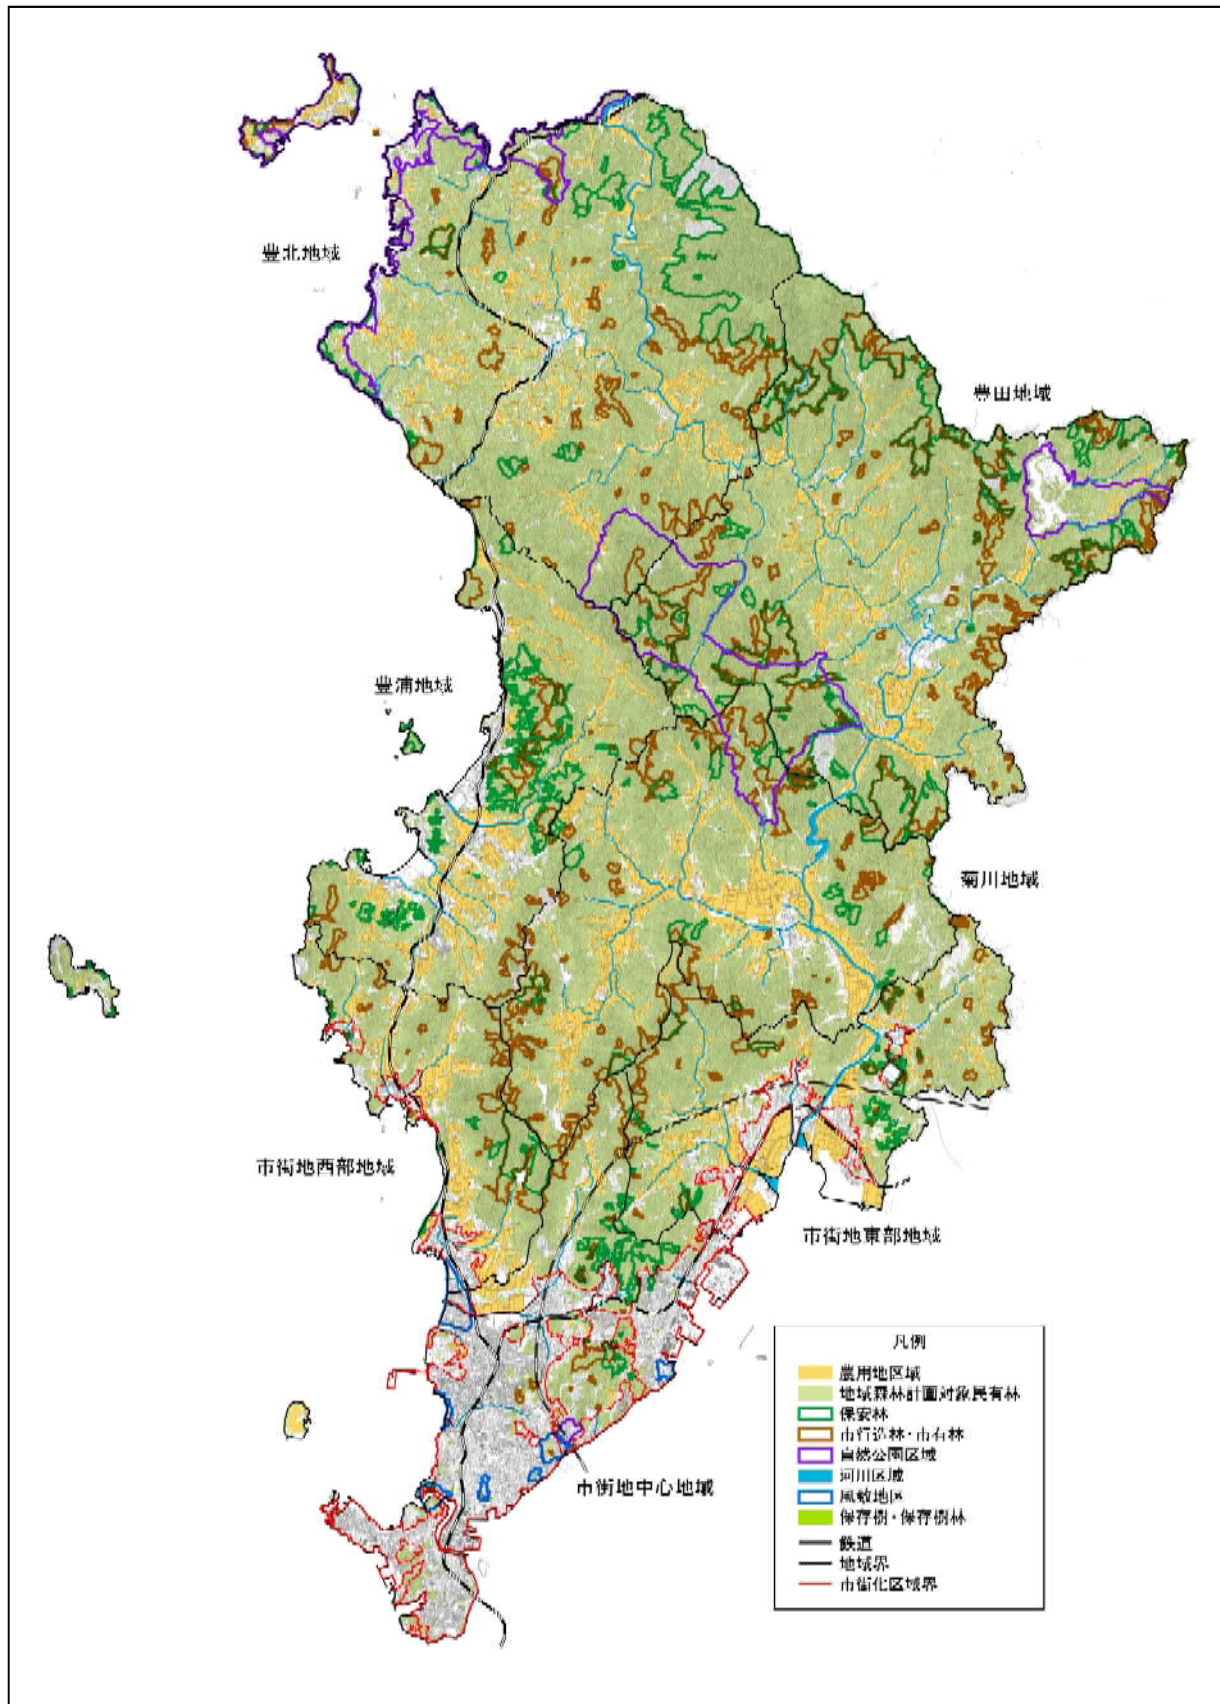 豊北地域
豊田地域
豊浦地域
菊川地域
市街地西部地域
市街地東部地域
市街地中心地域
凡例
農用地区域
地域森林計画対象民有林
保安林
市行造林・市有林
自然公園区域
河川区域
風致地区
保存樹・保存樹林
鉄道
地域界
市街化区域界